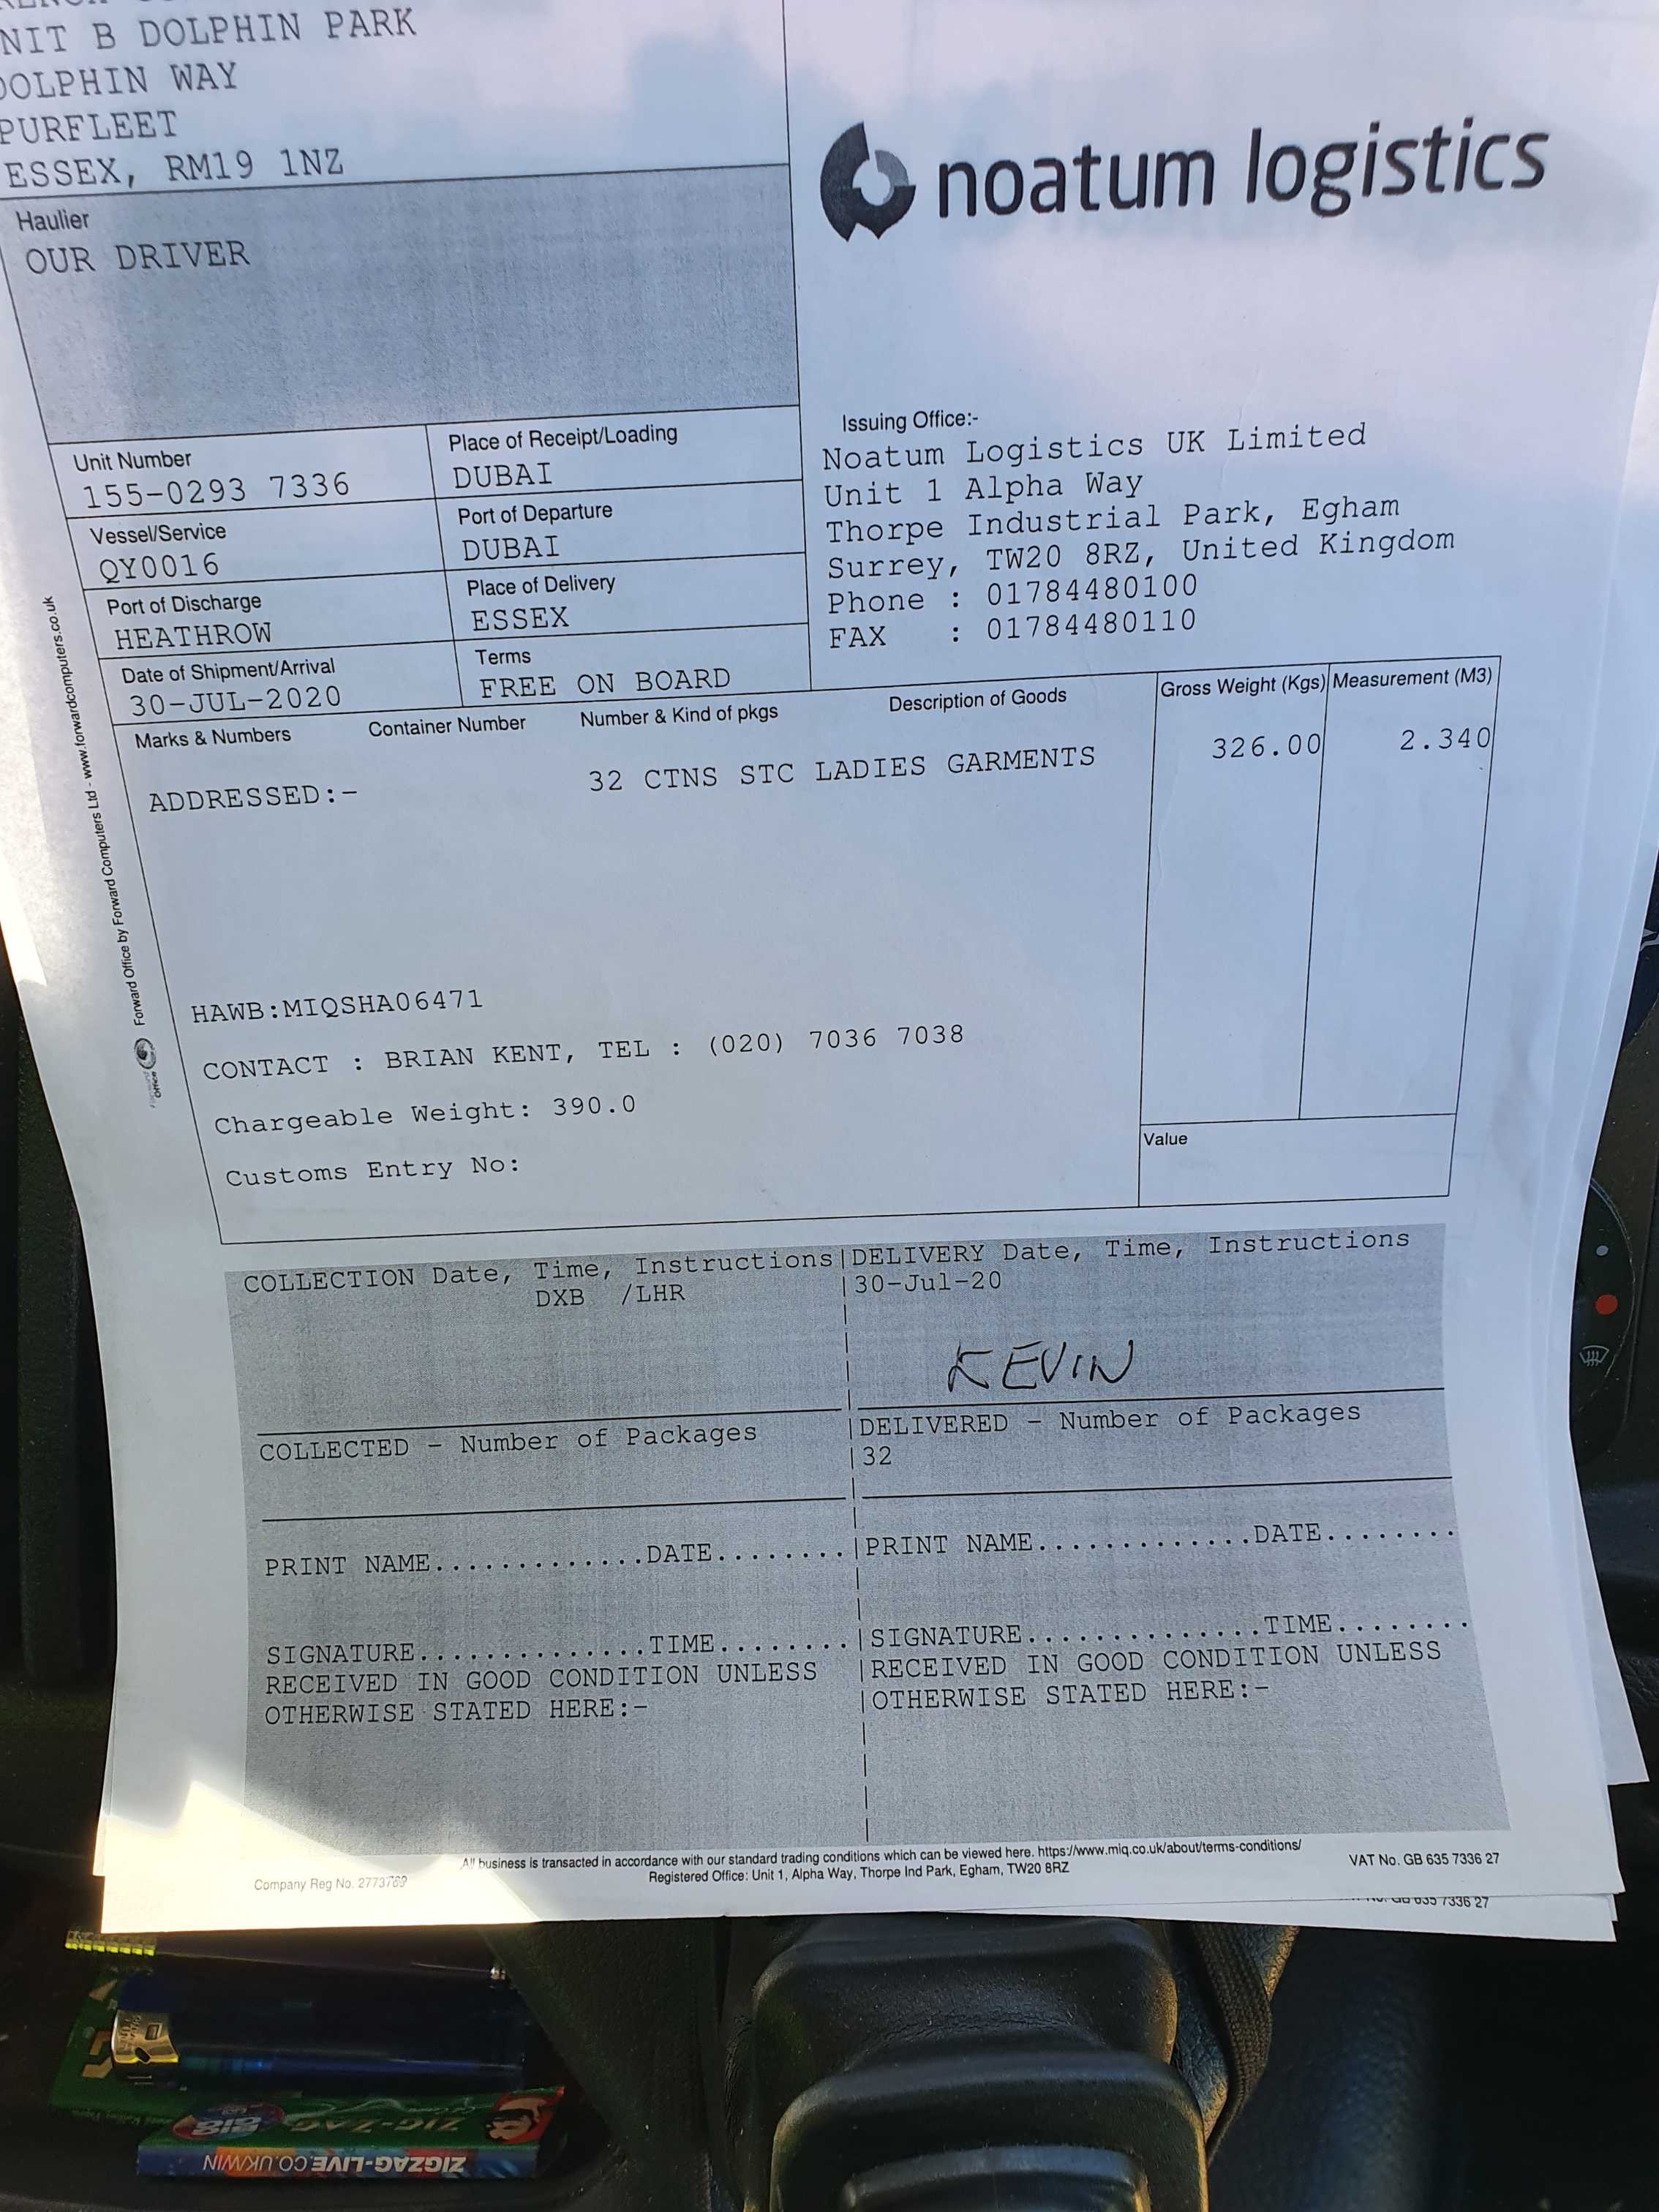 NIT B DOLPHIN PARK
DOLPHIN WAY
PURFLEET
ESSEX, RM19 1NZ
noatum logistics
Haulier
OUR DRIVER
Issuing Office:-
Noatum Logistics UK Limited
Unit 1 Alpha Way
Thorpe Industrial Park, Egham
Surrey, TW20 8RZ, United Kingdom
Phone : 01784480100
FAX : 01784480110
Unit Number
155-0293 7336
Place of Receipt/Loading
DUBAI
Vessel/Service
QY0016
Port of Departure
DUBAI
Port of Discharge
HEATHROW
Place of Delivery
ESSEX
Date of Shipment/Arrival
30-JUL-2020
Terms
FREE ON BOARD
Marks & Numbers Container Number Number & Kind of pkgs Description of Goods Gross Weight (Kgs) Measurement (M3)
ADDRESSED:- 32 CTNS STC LADIES GARMENTS 326.00 2.340
HAWB:MIQSHA06471
CONTACT : BRIAN KENT, TEL : (020) 7036 7038
Chargeable Weight: 390.0
Customs Entry No:
Value
Forward Office by Forward Computers Ltd - www.forwardcomputers.co.uk
COLLECTION Date, Time, Instructions|DELIVERY Date, Time, Instructions
DXB /LHR |30-Jul-20
KEVIN
COLLECTED - Number of Packages |DELIVERED - Number of Packages
|32
PRINT NAME.............DATE........|PRINT NAME.............DATE........
SIGNATURE..............TIME........|SIGNATURE..............TIME........
RECEIVED IN GOOD CONDITION UNLESS |RECEIVED IN GOOD CONDITION UNLESS
OTHERWISE STATED HERE:- |OTHERWISE STATED HERE:-
All business is transacted in accordance with our standard trading conditions which can be viewed here. https://www.miq.co.uk/about/terms-conditions/
Company Reg No. 2773769 Registered Office: Unit 1, Alpha Way, Thorpe Ind Park, Egham, TW20 8RZ VAT No. GB 635 7336 27
No. GB 635 7336 27
ZIG-ZAG
ZIGZAG-LIVE.CO.UK/WIN